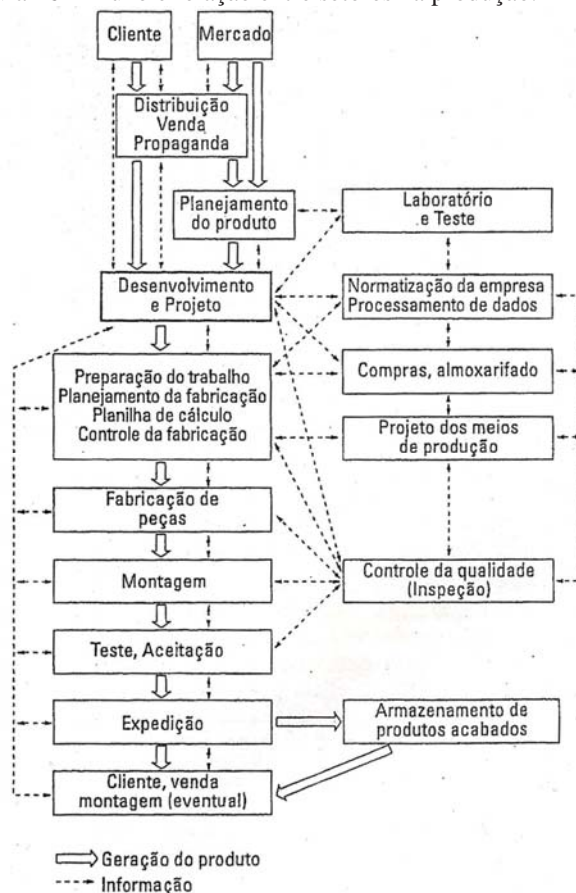 Cliente
Mercado
Distribuição
Venda
Propaganda
Planejamento
do produto
Laboratório
e Teste
Desenvolvimento
e Projeto
Normatização da empresa
Processamento de dados
Preparação do trabalho
Planejamento da fabricação
Planilha de cálculo
Controle da fabricação
Compras, almoxarifado
Projeto dos meios
de produção
Fabricação de
peças
Montagem
Controle da qualidade
(Inspeção)
Teste, Aceitação
Expedição
Armazenamento de
produtos acabados
Cliente, venda
montagem (eventual)
Geração do produto
Informação